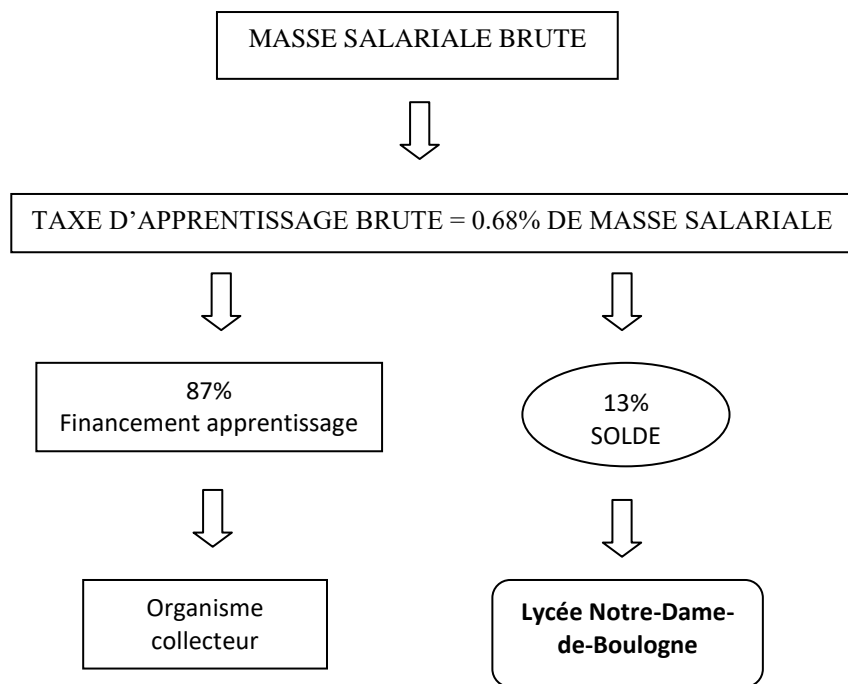 MASSE SALARIALE BRUTE
TAXE D’APPRENTISSAGE BRUTE = 0.68% DE MASSE SALARIALE
87%
Financement apprentissage
13%
SOLDE
Organisme
collecteur
Lycée Notre-Dame-
de-Boulogne